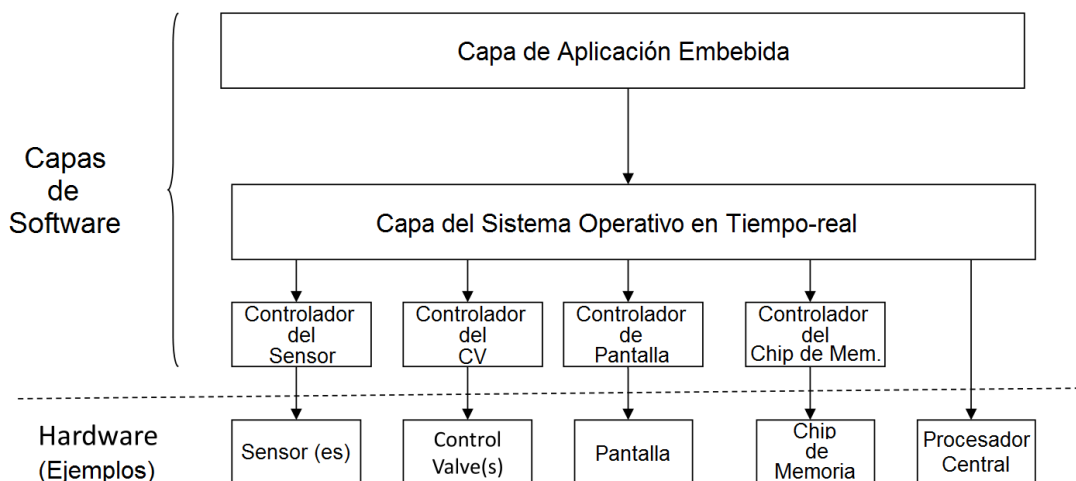 Capa de Aplicación Embebida
Capas
de
Software
Capa del Sistema Operativo en Tiempo-real
Controlador
del
Sensor
Controlador
del
CV
Controlador
de
Pantalla
Controlador
del
Chip de Mem.
Hardware
(Ejemplos)
Sensor (es)
Control
Valve(s)
Pantalla
Chip
de
Memoria
Procesador
Central